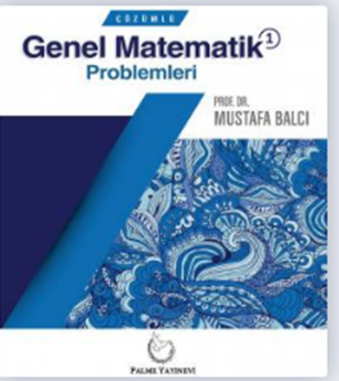 ÇÖZÜMLÜ
Genel Matematik 1
Problemleri
PROF. DR.
MUSTAFA BALCI
PALME YAYINEVİ